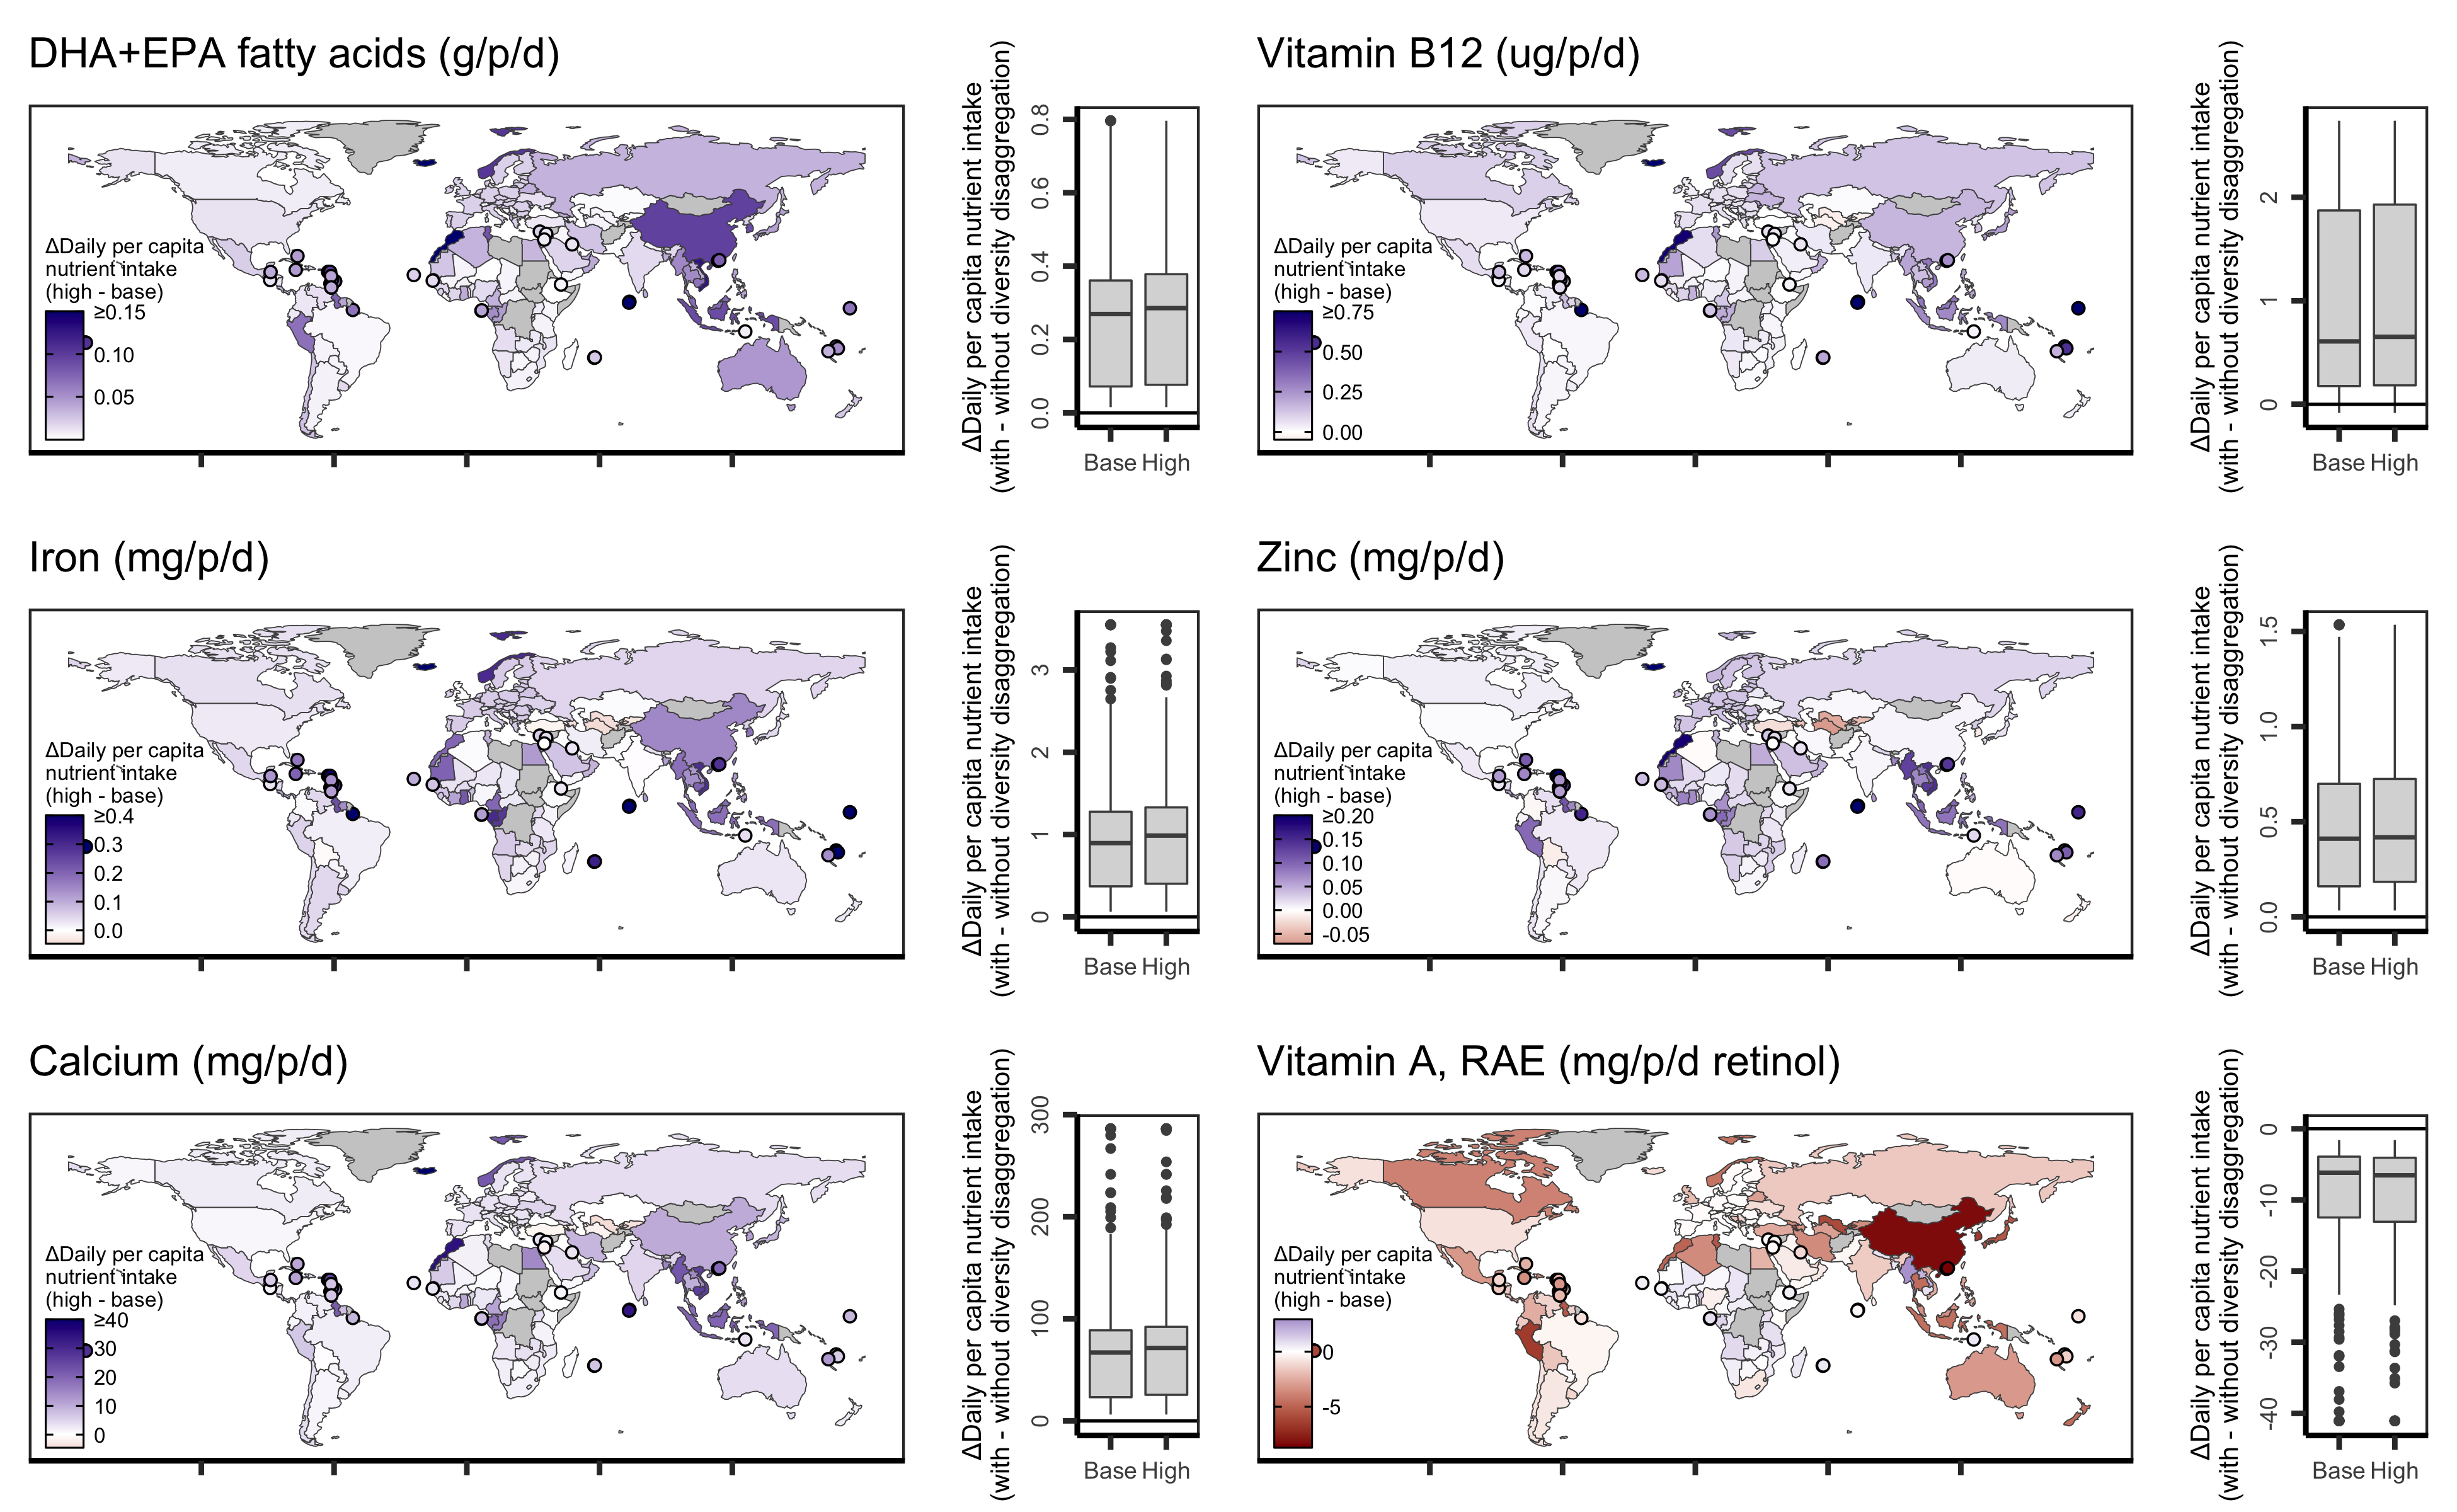 DHA+EPA fatty acids (g/p/d)
ΔDaily per capita
nutrient intake
(high - base)
≥0.15
0.10
0.05
ΔDaily per capita nutrient intake
(with - without diversity disaggregation)
0.8
0.6
0.4
0.2
0.0
Base High
Vitamin B12 (ug/p/d)
ΔDaily per capita
nutrient intake
(high - base)
≥0.75
0.50
0.25
0.00
ΔDaily per capita nutrient intake
(with - without diversity disaggregation)
2
1
0
Base High
Iron (mg/p/d)
ΔDaily per capita
nutrient intake
(high - base)
≥0.4
0.3
0.2
0.1
0.0
ΔDaily per capita nutrient intake
(with - without diversity disaggregation)
3
2
1
0
Base High
Zinc (mg/p/d)
ΔDaily per capita
nutrient intake
(high - base)
≥0.20
0.15
0.10
0.05
0.00
-0.05
ΔDaily per capita nutrient intake
(with - without diversity disaggregation)
1.5
1.0
0.5
0.0
Base High
Calcium (mg/p/d)
ΔDaily per capita
nutrient intake
(high - base)
≥40
30
20
10
0
ΔDaily per capita nutrient intake
(with - without diversity disaggregation)
300
200
100
0
Base High
Vitamin A, RAE (mg/p/d retinol)
ΔDaily per capita
nutrient intake
(high - base)
0
-5
ΔDaily per capita nutrient intake
(with - without diversity disaggregation)
0
-10
-20
-30
-40
Base High